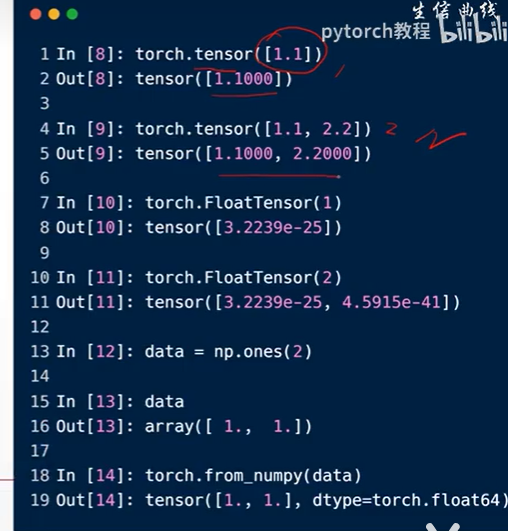 生信曲线
pytorch教程 bilibili
1 In [8]: torch.tensor([1.1])
2 Out[8]: tensor([1.1000])
3
4 In [9]: torch.tensor([1.1, 2.2]) 2
5 Out[9]: tensor([1.1000, 2.2000])
6
7 In [10]: torch.FloatTensor(1)
8 Out[10]: tensor([3.2239e-25])
9
10 In [11]: torch.FloatTensor(2)
11 Out[11]: tensor([3.2239e-25, 4.5915e-41])
12
13 In [12]: data = np.ones(2)
14
15 In [13]: data
16 Out[13]: array([ 1.,  1.])
17
18 In [14]: torch.from_numpy(data)
19 Out[14]: tensor([1., 1.], dtype=torch.float64)